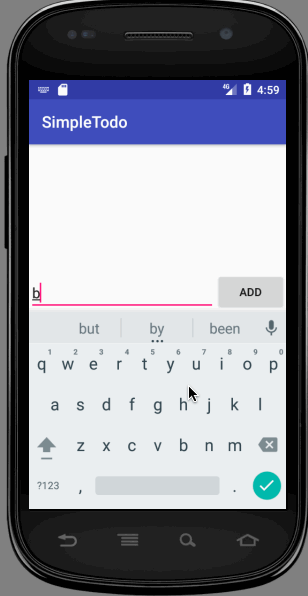 4G 4:59
SimpleTodo
b ADD
but by been
1 2 3 4 5 6 7 8 9 0
q w e r t y u i o p
a s d f g h j k l
z x c v b n m
?123 , .